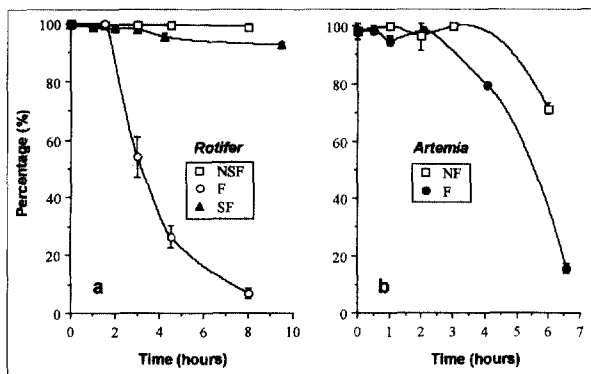 Percentage (%)
100
80
60
40
20
0
Rotifer
NSF
F
SF
a
0 2 4 6 8 10
Time (hours)
100
80
60
40
20
0
Artemia
NF
F
b
0 1 2 3 4 5 6 7
Time (hours)